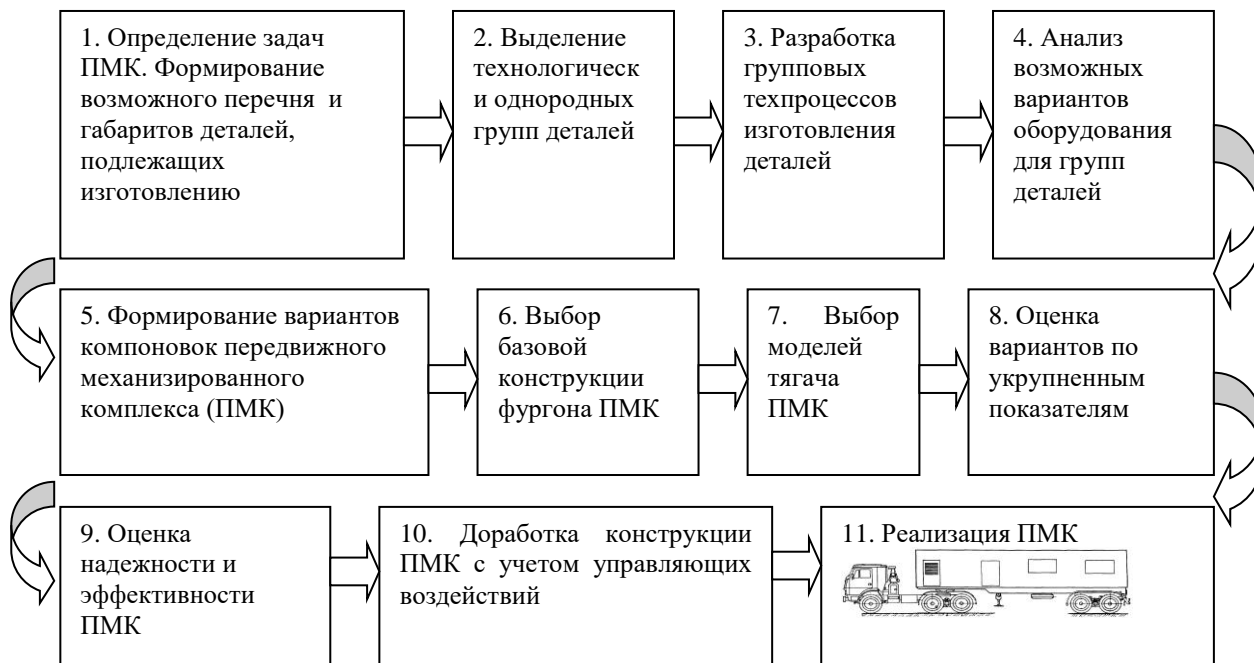 1. Определение задач
ПМК. Формирование
возможного перечня и
габаритов деталей,
подлежащих
изготовлению
2. Выделение
технологическ
и однородных
групп деталей
3. Разработка
групповых
техпроцессов
изготовления
деталей
4. Анализ
возможных
вариантов
оборудования
для групп
деталей
5. Формирование вариантов
компоновок передвижного
механизированного
комплекса (ПМК)
6. Выбор
базовой
конструкции
фургона ПМК
7. Выбор
моделей
тягача
ПМК
8. Оценка
вариантов по
укрупненным
показателям
9. Оценка
надежности и
эффективности
ПМК
10. Доработка конструкции
ПМК с учетом управляющих
воздействий
11. Реализация ПМК